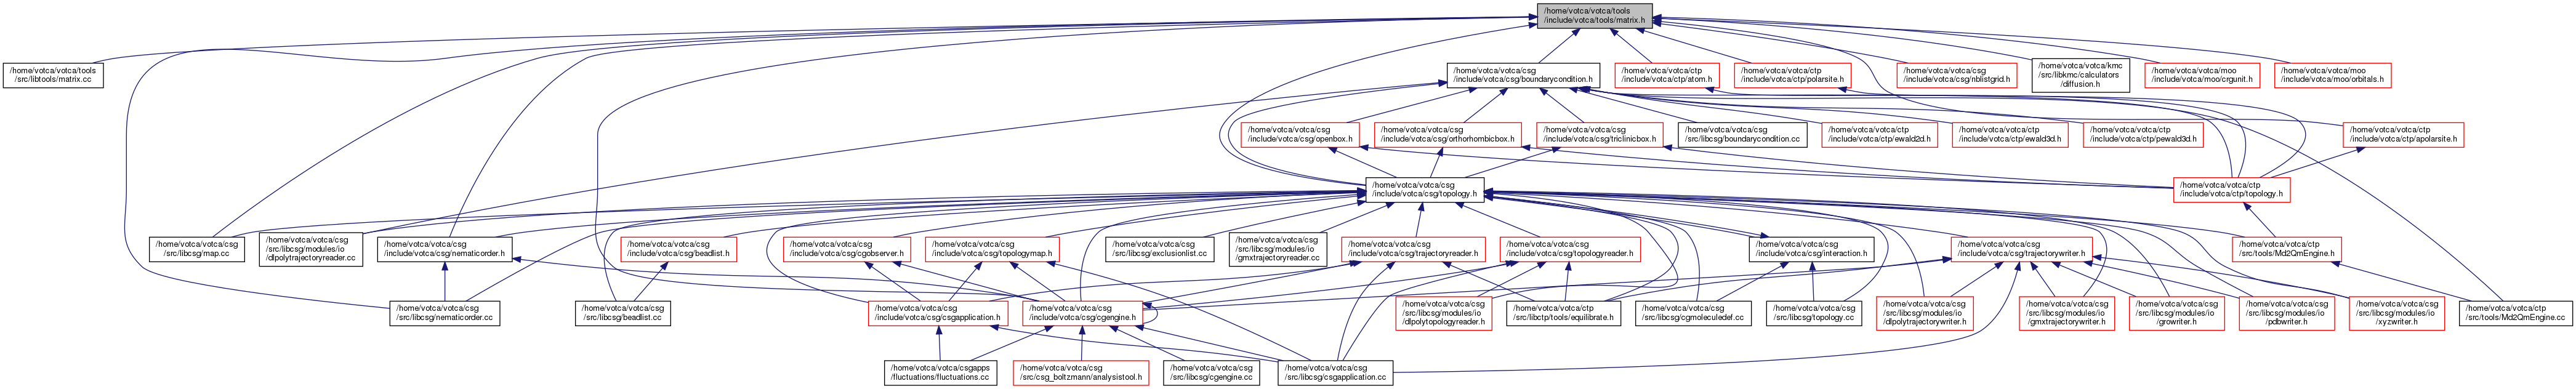 /home/votca/votca/tools
/include/votca/tools/matrix.h
/home/votca/votca/tools
/src/libtools/matrix.cc
/home/votca/votca/csg
/include/votca/csg/boundarycondition.h
/home/votca/votca/ctp
/include/votca/ctp/atom.h
/home/votca/votca/ctp
/include/votca/ctp/polarsite.h
/home/votca/votca/csg
/include/votca/csg/nblistgrid.h
/home/votca/votca/kmc
/src/libkmc/calculators
/diffusion.h
/home/votca/votca/moo
/include/votca/moo/crgunit.h
/home/votca/votca/moo
/include/votca/moo/orbitals.h
/home/votca/votca/csg
/include/votca/csg/openbox.h
/home/votca/votca/csg
/include/votca/csg/orthorhombicbox.h
/home/votca/votca/csg
/include/votca/csg/triclinicbox.h
/home/votca/votca/csg
/src/libcsg/boundarycondition.cc
/home/votca/votca/ctp
/include/votca/ctp/ewald2d.h
/home/votca/votca/ctp
/include/votca/ctp/ewald3d.h
/home/votca/votca/ctp
/include/votca/ctp/pewald3d.h
/home/votca/votca/ctp
/include/votca/ctp/apolarsite.h
/home/votca/votca/csg
/include/votca/csg/topology.h
/home/votca/votca/ctp
/include/votca/ctp/topology.h
/home/votca/votca/csg
/src/libcsg/map.cc
/home/votca/votca/csg
/src/libcsg/modules/io
/dlpolytrajectoryreader.cc
/home/votca/votca/csg
/include/votca/csg/nematicorder.h
/home/votca/votca/csg
/include/votca/csg/beadlist.h
/home/votca/votca/csg
/include/votca/csg/cgobserver.h
/home/votca/votca/csg
/include/votca/csg/topologymap.h
/home/votca/votca/csg
/src/libcsg/exclusionlist.cc
/home/votca/votca/csg
/src/libcsg/modules/io
/gmxtrajectoryreader.cc
/home/votca/votca/csg
/include/votca/csg/trajectoryreader.h
/home/votca/votca/csg
/include/votca/csg/topologyreader.h
/home/votca/votca/csg
/include/votca/csg/interaction.h
/home/votca/votca/csg
/include/votca/csg/trajectorywriter.h
/home/votca/votca/ctp
/src/tools/Md2QmEngine.h
/home/votca/votca/csg
/src/libcsg/nematicorder.cc
/home/votca/votca/csg
/src/libcsg/beadlist.cc
/home/votca/votca/csg
/include/votca/csg/csgapplication.h
/home/votca/votca/csg
/include/votca/csg/cgengine.h
/home/votca/votca/csg
/src/libcsg/modules/io
/dlpolytopologyreader.h
/home/votca/votca/ctp
/src/libctp/tools/equilibrate.h
/home/votca/votca/csg
/src/libcsg/cgmoleculedef.cc
/home/votca/votca/csg
/src/libcsg/topology.cc
/home/votca/votca/csg
/src/libcsg/modules/io
/dlpolytrajectorywriter.h
/home/votca/votca/csg
/src/libcsg/modules/io
/gmxtrajectorywriter.h
/home/votca/votca/csg
/src/libcsg/modules/io
/growriter.h
/home/votca/votca/csg
/src/libcsg/modules/io
/pdbwriter.h
/home/votca/votca/csg
/src/libcsg/modules/io
/xyzwriter.h
/home/votca/votca/ctp
/src/tools/Md2QmEngine.cc
/home/votca/votca/csgapps
/fluctuations/fluctuations.cc
/home/votca/votca/csg
/src/csg_boltzmann/analysistool.h
/home/votca/votca/csg
/src/libcsg/cgengine.cc
/home/votca/votca/csg
/src/libcsg/csgapplication.cc